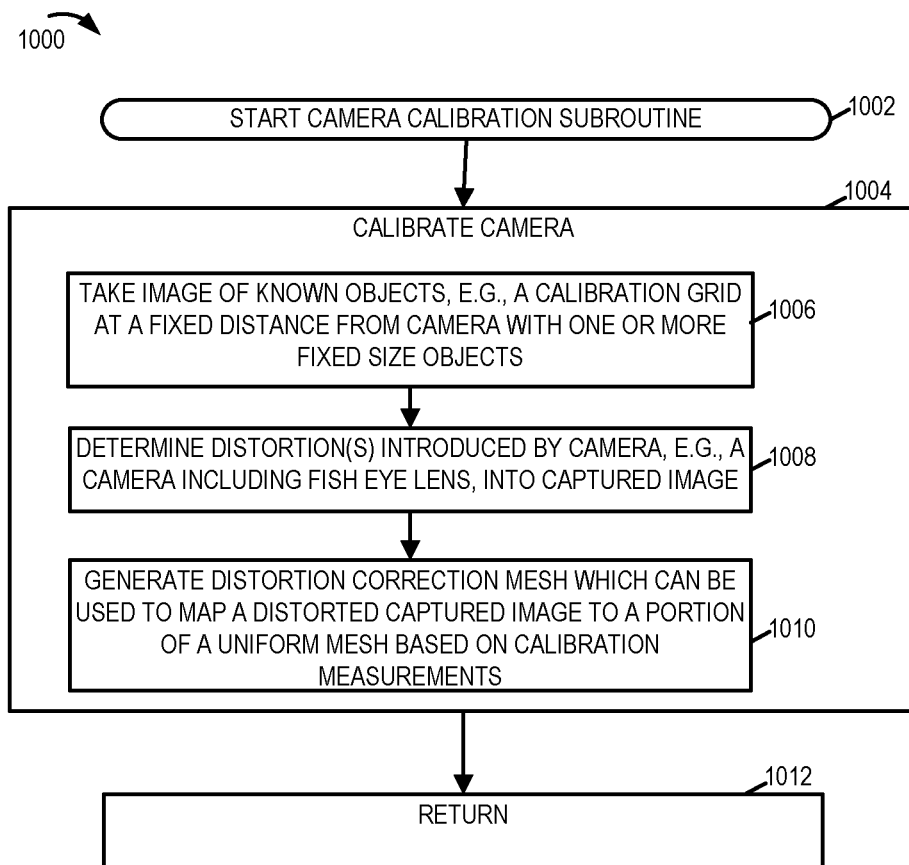 1000
START CAMERA CALIBRATION SUBROUTINE
1002
1004
CALIBRATE CAMERA
TAKE IMAGE OF KNOWN OBJECTS, E.G., A CALIBRATION GRID
AT A FIXED DISTANCE FROM CAMERA WITH ONE OR MORE
FIXED SIZE OBJECTS
1006
DETERMINE DISTORTION(S) INTRODUCED BY CAMERA, E.G., A
CAMERA INCLUDING FISH EYE LENS, INTO CAPTURED IMAGE
1008
GENERATE DISTORTION CORRECTION MESH WHICH CAN BE
USED TO MAP A DISTORTED CAPTURED IMAGE TO A PORTION
OF A UNIFORM MESH BASED ON CALIBRATION
MEASUREMENTS
1010
1012
RETURN